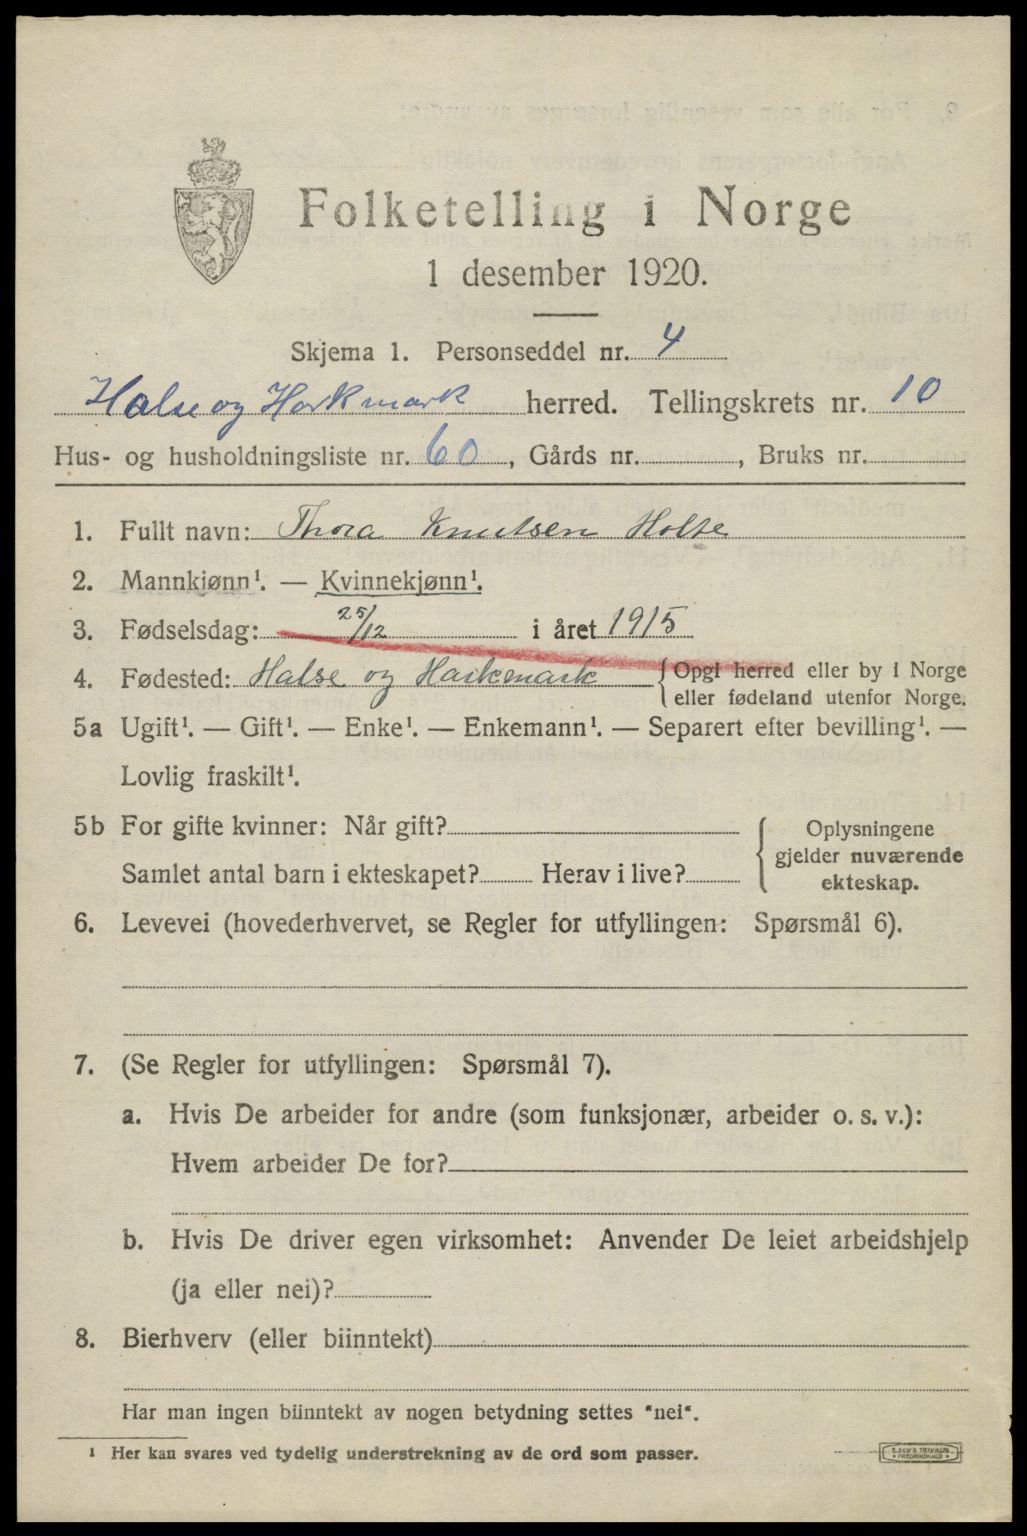 Folketelling i Norge
1 desember 1920.
Skjema 1. Personseddel nr. 4
Halse og Harkmark herred. Tellingskrets nr. 10
Hus- og husholdningsliste nr. 60, Gårds nr. , Bruks nr.
1. Fullt navn: Thora Knutsen Holte
2. Mannkjønn¹. — Kvinnekjønn¹.
3. Fødselsdag: 25/12 i året 1915
4. Fødested: Halse og Harkmark {Opgi herred eller by i Norge
eller fødeland utenfor Norge.
5a Ugift¹. — Gift¹. — Enke¹. — Enkemann¹. — Separert efter bevilling¹. —
Lovlig fraskilt¹.
5b For gifte kvinner: Når gift?
Samlet antal barn i ekteskapet? Herav i live?
{Oplysningene
gjelder nuværende
ekteskap.
6. Levevei (hovederhvervet, se Regler for utfyllingen: Spørsmål 6).
7. (Se Regler for utfyllingen: Spørsmål 7).
a. Hvis De arbeider for andre (som funksjonær, arbeider o. s. v.):
Hvem arbeider De for?
b. Hvis De driver egen virksomhet: Anvender De leiet arbeidshjelp
(ja eller nei)?
8. Bierhverv (eller biinntekt)
Har man ingen biinntekt av nogen betydning settes "nei".
¹ Her kan svares ved tydelig understrekning av de ord som passer.